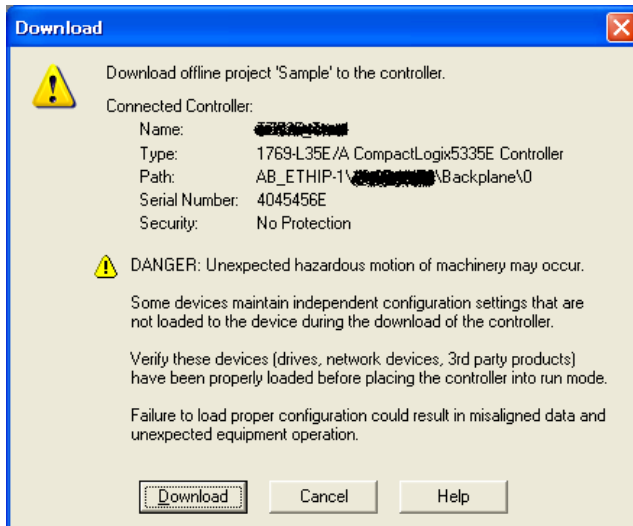 Download
Download offline project 'Sample' to the controller.
Connected Controller:
Name:
Type: 1769-L35E/A CompactLogix5335E Controller
Path: AB_ETHIP-1\ \Backplane\0
Serial Number: 4045456E
Security: No Protection
DANGER: Unexpected hazardous motion of machinery may occur.
Some devices maintain independent configuration settings that are
not loaded to the device during the download of the controller.
Verify these devices (drives, network devices, 3rd party products)
have been properly loaded before placing the controller into run mode.
Failure to load proper configuration could result in misaligned data and
unexpected equipment operation.
Download Cancel Help